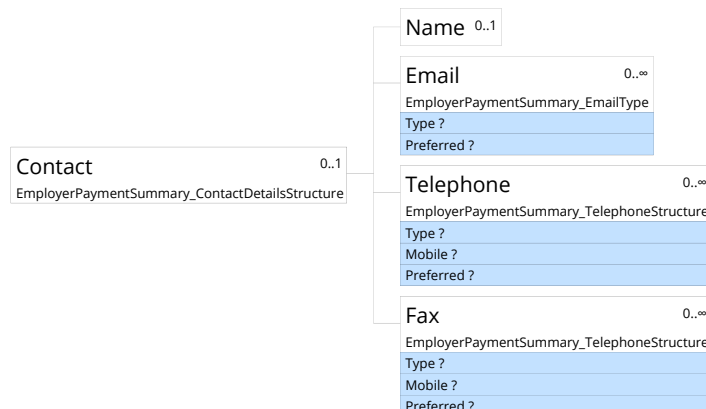 Name 0..1
Email 0..∞
EmployerPaymentSummary_EmailType
Type ?
Preferred ?
Contact 0..1
EmployerPaymentSummary_ContactDetailsStructure
Telephone 0..∞
EmployerPaymentSummary_TelephoneStructure
Type ?
Mobile ?
Preferred ?
Fax 0..∞
EmployerPaymentSummary_TelephoneStructure
Type ?
Mobile ?
Preferred ?